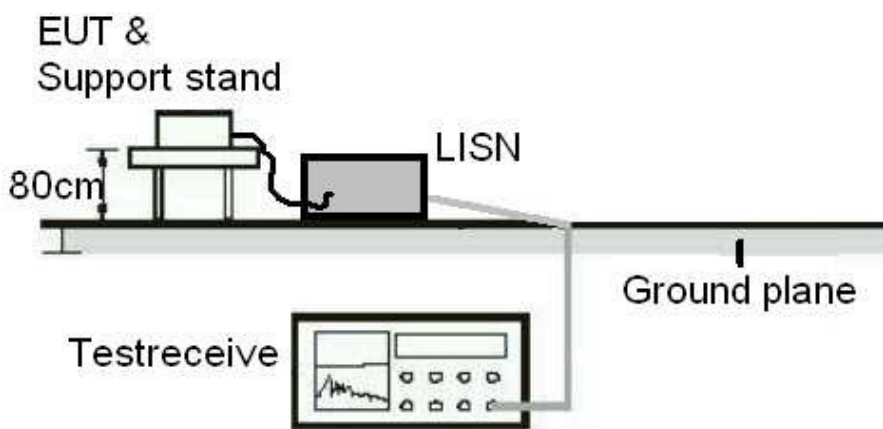 EUT &
Support stand
LISN
80cm
Ground plane
Testreceive